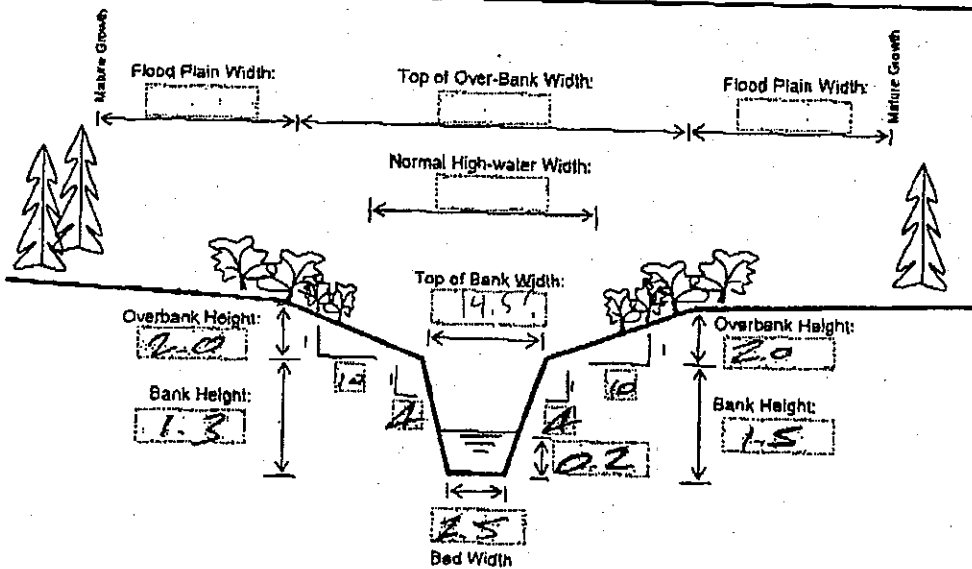 Mature Growth
Flood Plain Width:
Top of Over-Bank Width:
Flood Plain Width:
Mature Growth
Normal High-water Width:
Top of Bank Width:
14.5
Overbank Height:
2.0
Overbank Height:
2.0
1
1
10
1
1
10
Bank Height:
1.3
Bank Height:
1.5
4
4
0.2
2.5
Bed Width